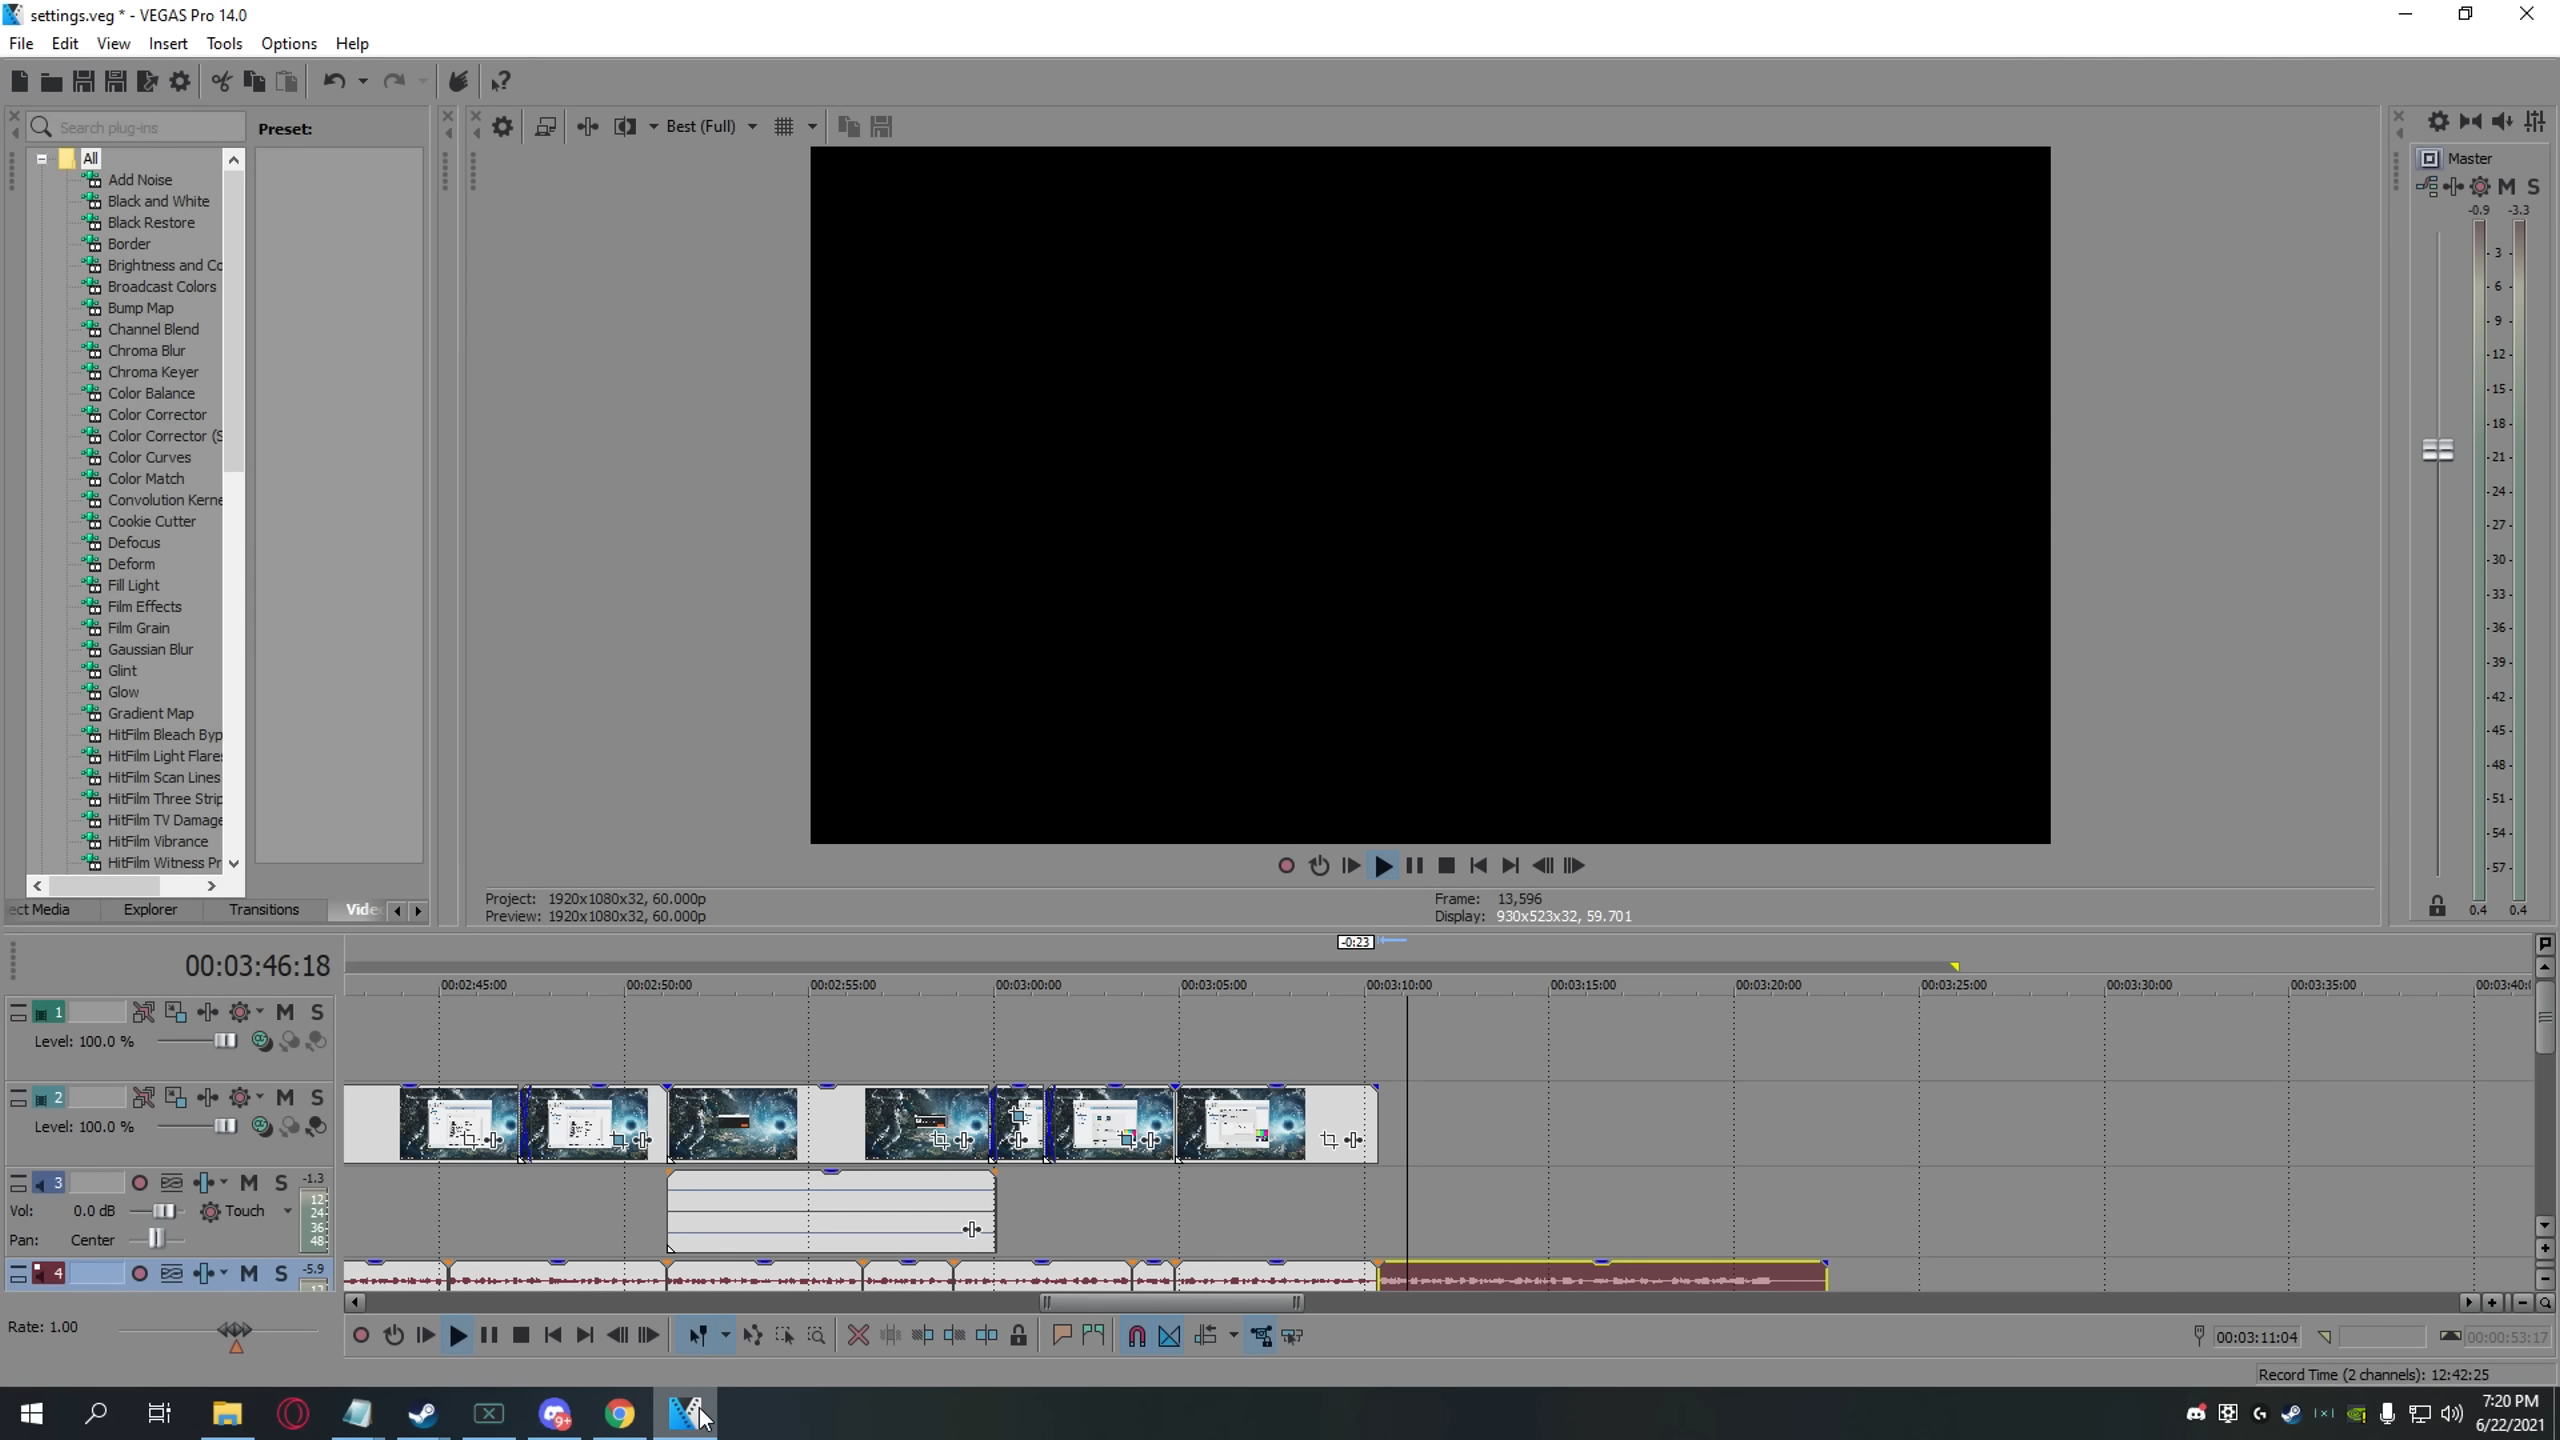 settings.veg * - VEGAS Pro 14.0
File Edit View Insert Tools Options Help
Search plug-ins
Preset:
Best (Full)
All
Add Noise
Black and White
Black Restore
Border
Brightness and Co
Broadcast Colors
Bump Map
Channel Blend
Chroma Blur
Chroma Keyer
Color Balance
Color Corrector
Color Corrector (S
Color Curves
Color Match
Convolution Kerne
Cookie Cutter
Defocus
Deform
Fill Light
Film Effects
Film Grain
Gaussian Blur
Glint
Glow
Gradient Map
HitFilm Bleach Byp
HitFilm Light Flare
HitFilm Scan Lines
HitFilm Three Strip
HitFilm TV Damage
HitFilm Vibrance
HitFilm Witness Pr
ect Media Explorer Transitions Vide
Project: 1920x1080x32, 60.000p
Preview: 1920x1080x32, 60.000p
Frame: 13,596
Display: 930x523x32, 59.701
Master
M S
-0.9 -3.3
- 3 -
- 6 -
- 9 -
- 12 -
- 15 -
- 18 -
- 21 -
- 24 -
- 27 -
- 30 -
- 33 -
- 36 -
- 39 -
- 42 -
- 45 -
- 48 -
- 51 -
- 54 -
- 57 -
0.4 0.4
-0:23
00:03:46:18
00:02:45:00 00:02:50:00 00:02:55:00 00:03:00:00 00:03:05:00 00:03:10:00 00:03:15:00 00:03:20:00 00:03:25:00 00:03:30:00 00:03:35:00 00:03:40:0
1 M S
Level: 100.0 %
2 M S
Level: 100.0 %
3 M S -1.3
12
24
36
48
Vol: 0.0 dB Touch
Pan: Center
4 M S -5.9
Rate: 1.00
00:03:11:04 00:00:53:17
Record Time (2 channels): 12:42:25
9+
7:20 PM
6/22/2021